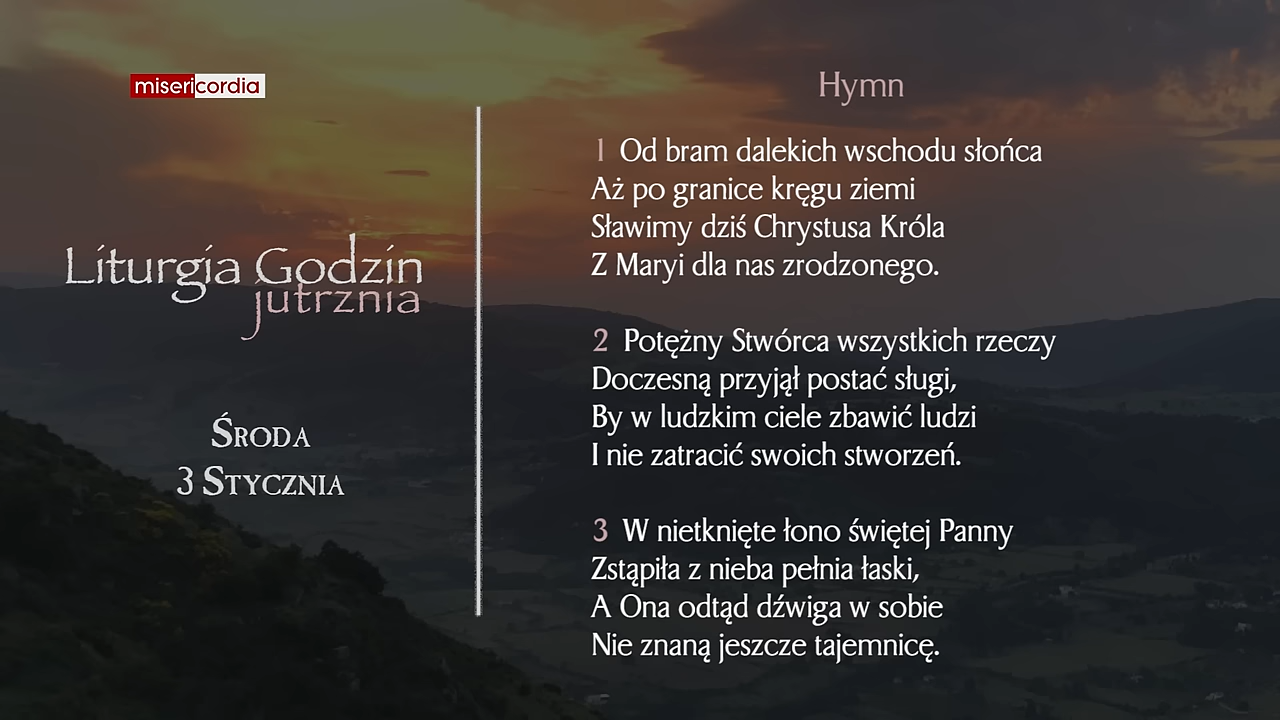 misericordia
Liturgia Godzin
jutrznia
Środa
3 Stycznia
Hymn
1 Od bram dalekich wschodu słońca
Aż po granice kręgu ziemi
Sławimy dziś Chrystusa Króla
Z Maryi dla nas zrodzonego.
2 Potężny Stwórca wszystkich rzeczy
Doczesną przyjął postać sługi,
By w ludzkim ciele zbawić ludzi
I nie zatracić swoich stworzeń.
3 W nietknięte łono świętej Panny
Zstąpiła z nieba pełnia łaski,
A Ona odtąd dźwiga w sobie
Nie znaną jeszcze tajemnicę.